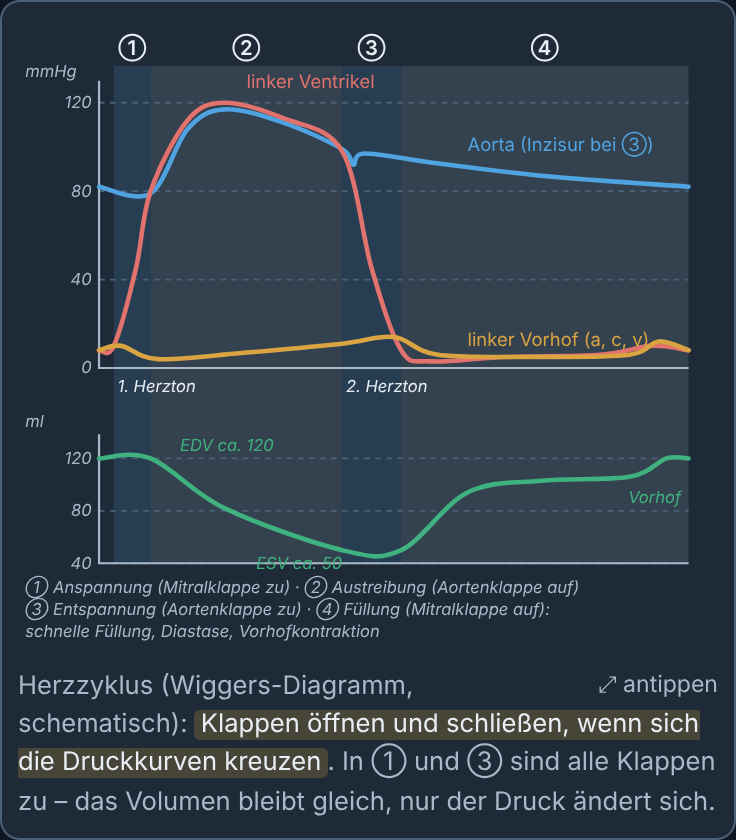 ① ② ③ ④
mmHg
linker Ventrikel
120
Aorta (Inzisur bei ③)
80
40
linker Vorhof (a, c, v)
0
1. Herzton 2. Herzton
ml
EDV ca. 120
120
Vorhof
80
ESV ca. 50
40
① Anspannung (Mitralklappe zu) · ② Austreibung (Aortenklappe auf)
③ Entspannung (Aortenklappe zu) · ④ Füllung (Mitralklappe auf):
schnelle Füllung, Diastase, Vorhofkontraktion
Herzzyklus (Wiggers-Diagramm, ⤢ antippen
schematisch): Klappen öffnen und schließen, wenn sich
die Druckkurven kreuzen. In ① und ③ sind alle Klappen
zu – das Volumen bleibt gleich, nur der Druck ändert sich.